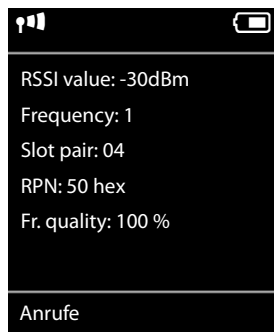 RSSI value: -30dBm
Frequency: 1
Slot pair: 04
RPN: 50 hex
Fr. quality: 100 %
Anrufe